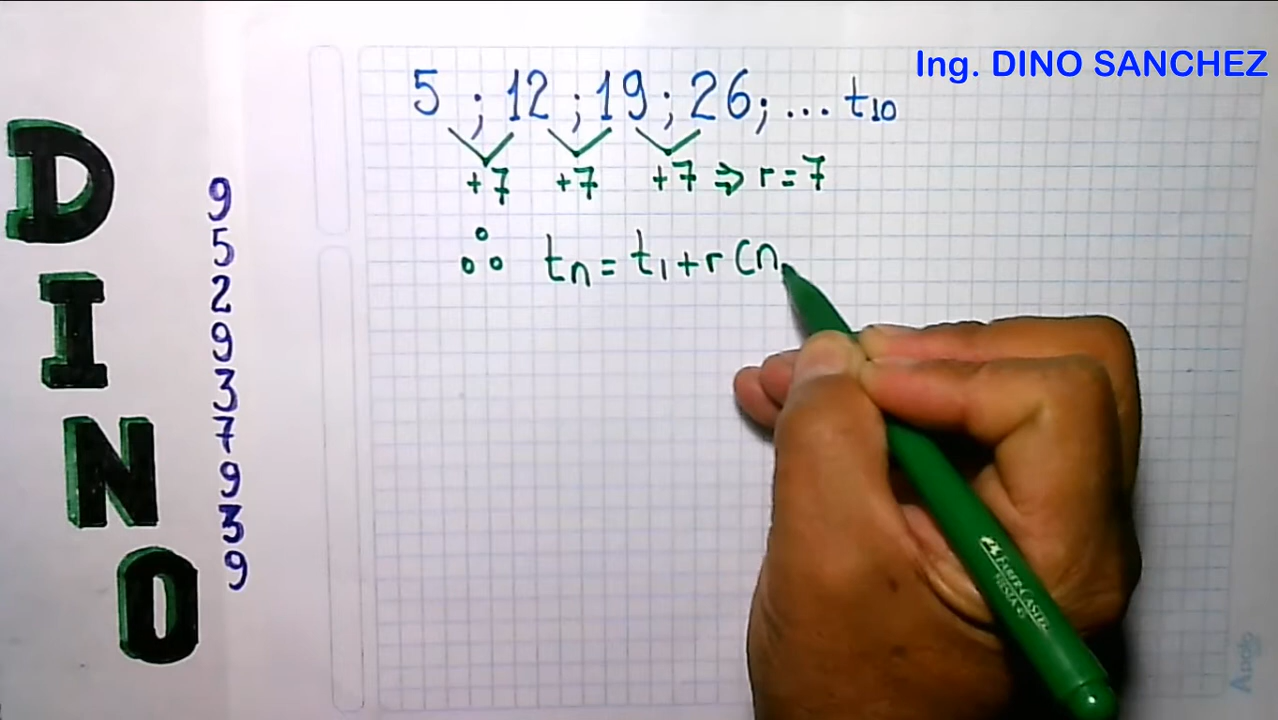 Ing. DINO SANCHEZ
5 ; 12 ; 19 ; 26 ; ... t10
+7 +7 +7 ⇒ r = 7
∴ tn = t1 + r (n
DINO
952937939
FABER-CASTELL